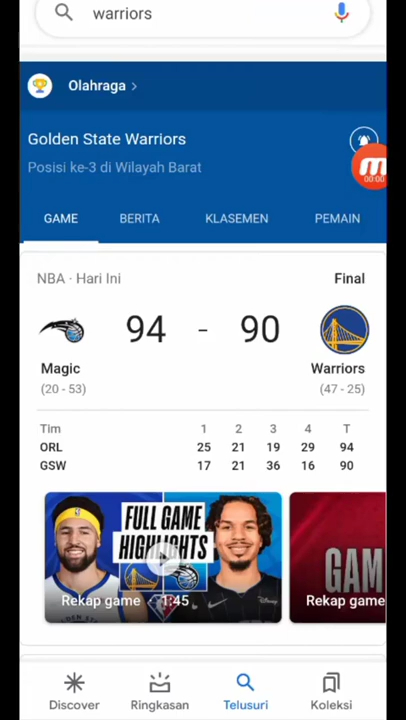 warriors
Olahraga >
Golden State Warriors
Posisi ke-3 di Wilayah Barat
00:00
GAME BERITA KLASEMEN PEMAIN
NBA · Hari Ini Final
94 - 90
Magic Warriors
(20 - 53) (47 - 25)
Tim 1 2 3 4 T
ORL 25 21 19 29 94
GSW 17 21 36 16 90
FULL GAME
HIGHLIGHTS
GAM
Rekap game · 1:45
Rekap game
Discover Ringkasan Telusuri Koleksi